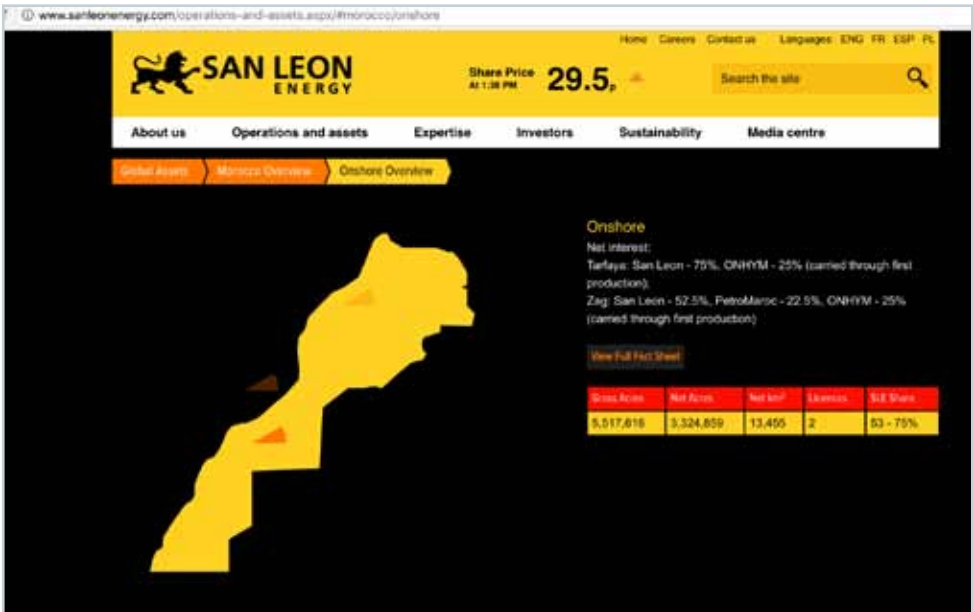 www.sanleonenergy.com/operations-and-assets.aspx/#morocco/onshore
Home Careers Contact us Languages ENG FR ESP PL
SAN LEON
ENERGY
Share Price
At 1:38 PM
29.5p
Search the site
About us Operations and assets Expertise Investors Sustainability Media centre
Global Assets Morocco Overview Onshore Overview
Onshore
Net interest:
Tarfaya: San Leon - 75%, ONHYM - 25% (carried through first
production);
Zag: San Leon - 52.5%, PetroMaroc - 22.5%, ONHYM - 25%
(carried through first production)
View Full Fact Sheet
Gross Acres Net Acres Net km² Licences SLE Share
5,517,616 3,324,859 13,455 2 53 - 75%